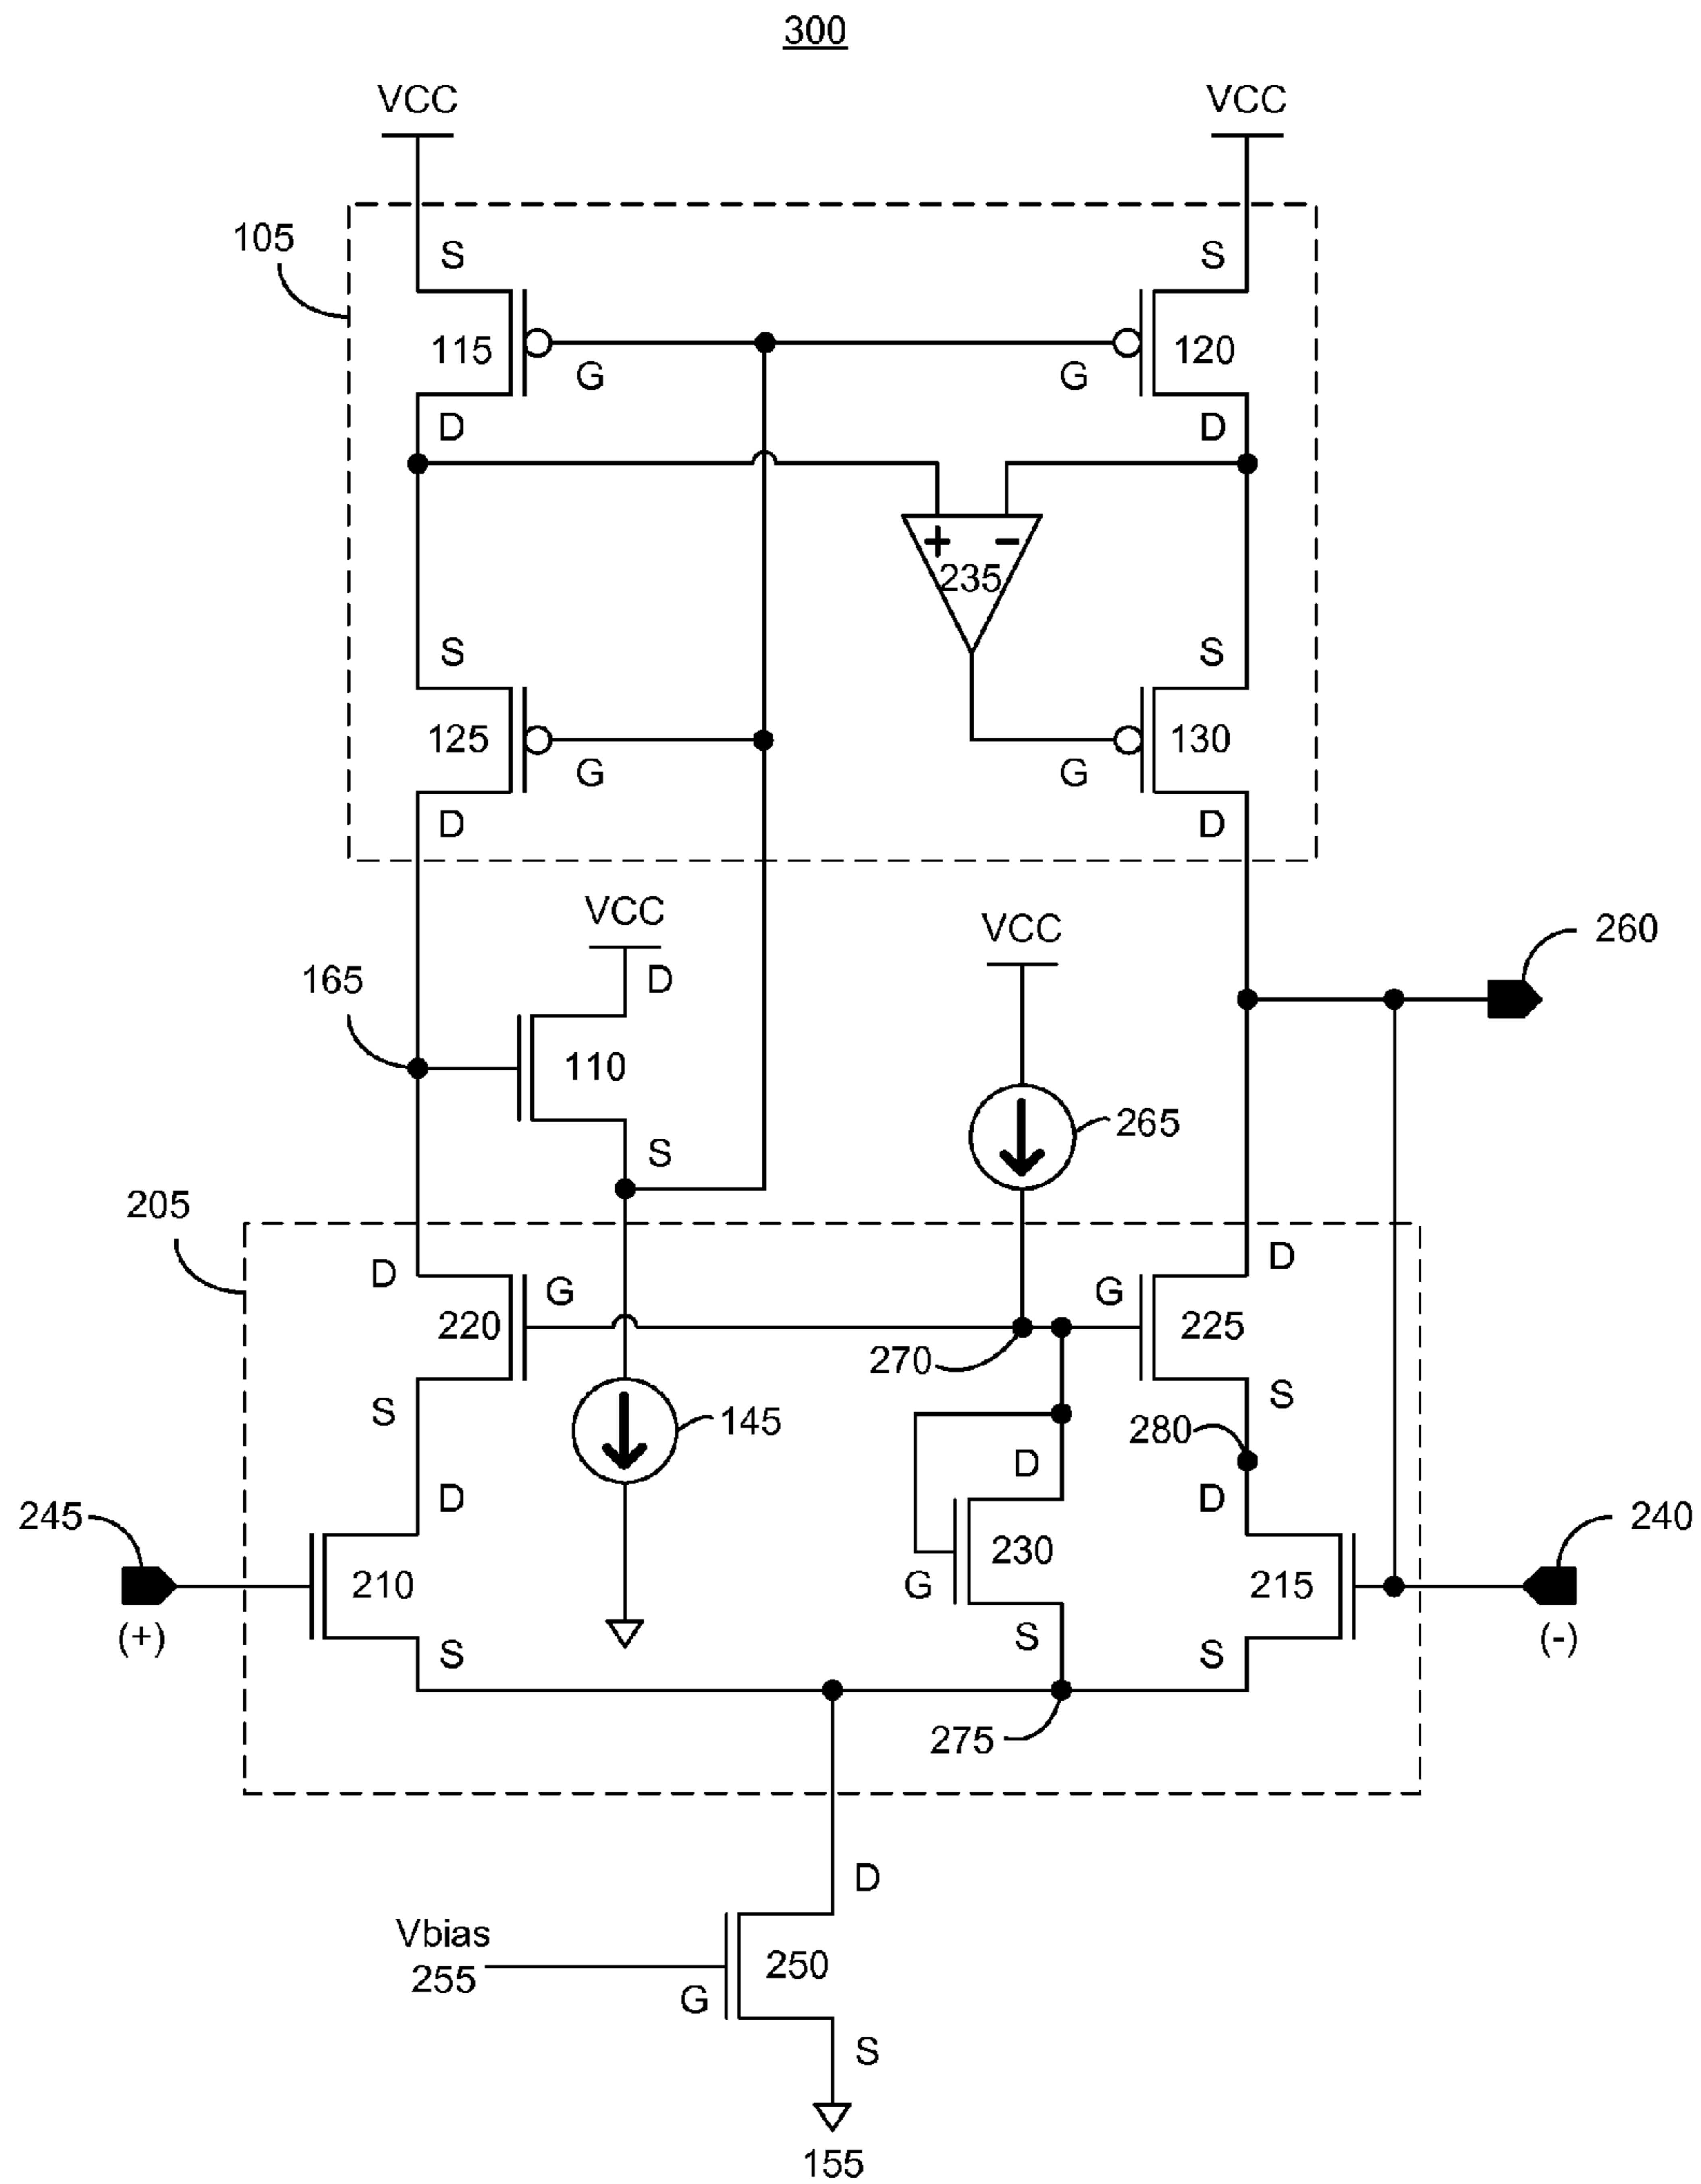 300
VCC VCC
105
S S
115 120
G G
D D
+ -
235
S S
125 130
G G
D D
VCC VCC
260
165
D
110
265
S
205
D D
G G
220 225
270
S S
145
280
D
D D
245 240
230
210 215
G
(+) (-)
S S S
275
D
Vbias
255
250
G
S
155